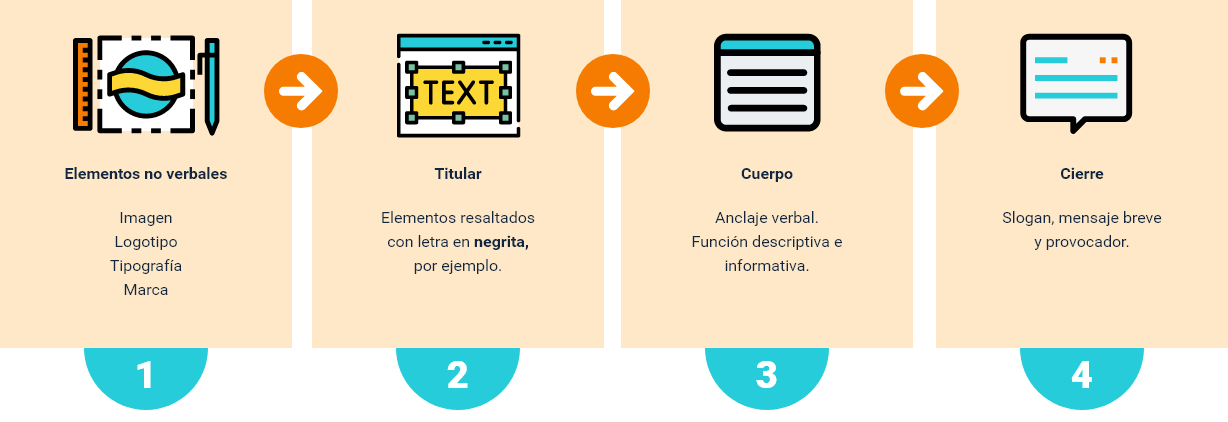 Elementos no verbales
Imagen
Logotipo
Tipografía
Marca
1
TEXT
Titular
Elementos resaltados
con letra en negrita,
por ejemplo.
2
Cuerpo
Anclaje verbal.
Función descriptiva e
informativa.
3
Cierre
Slogan, mensaje breve
y provocador.
4